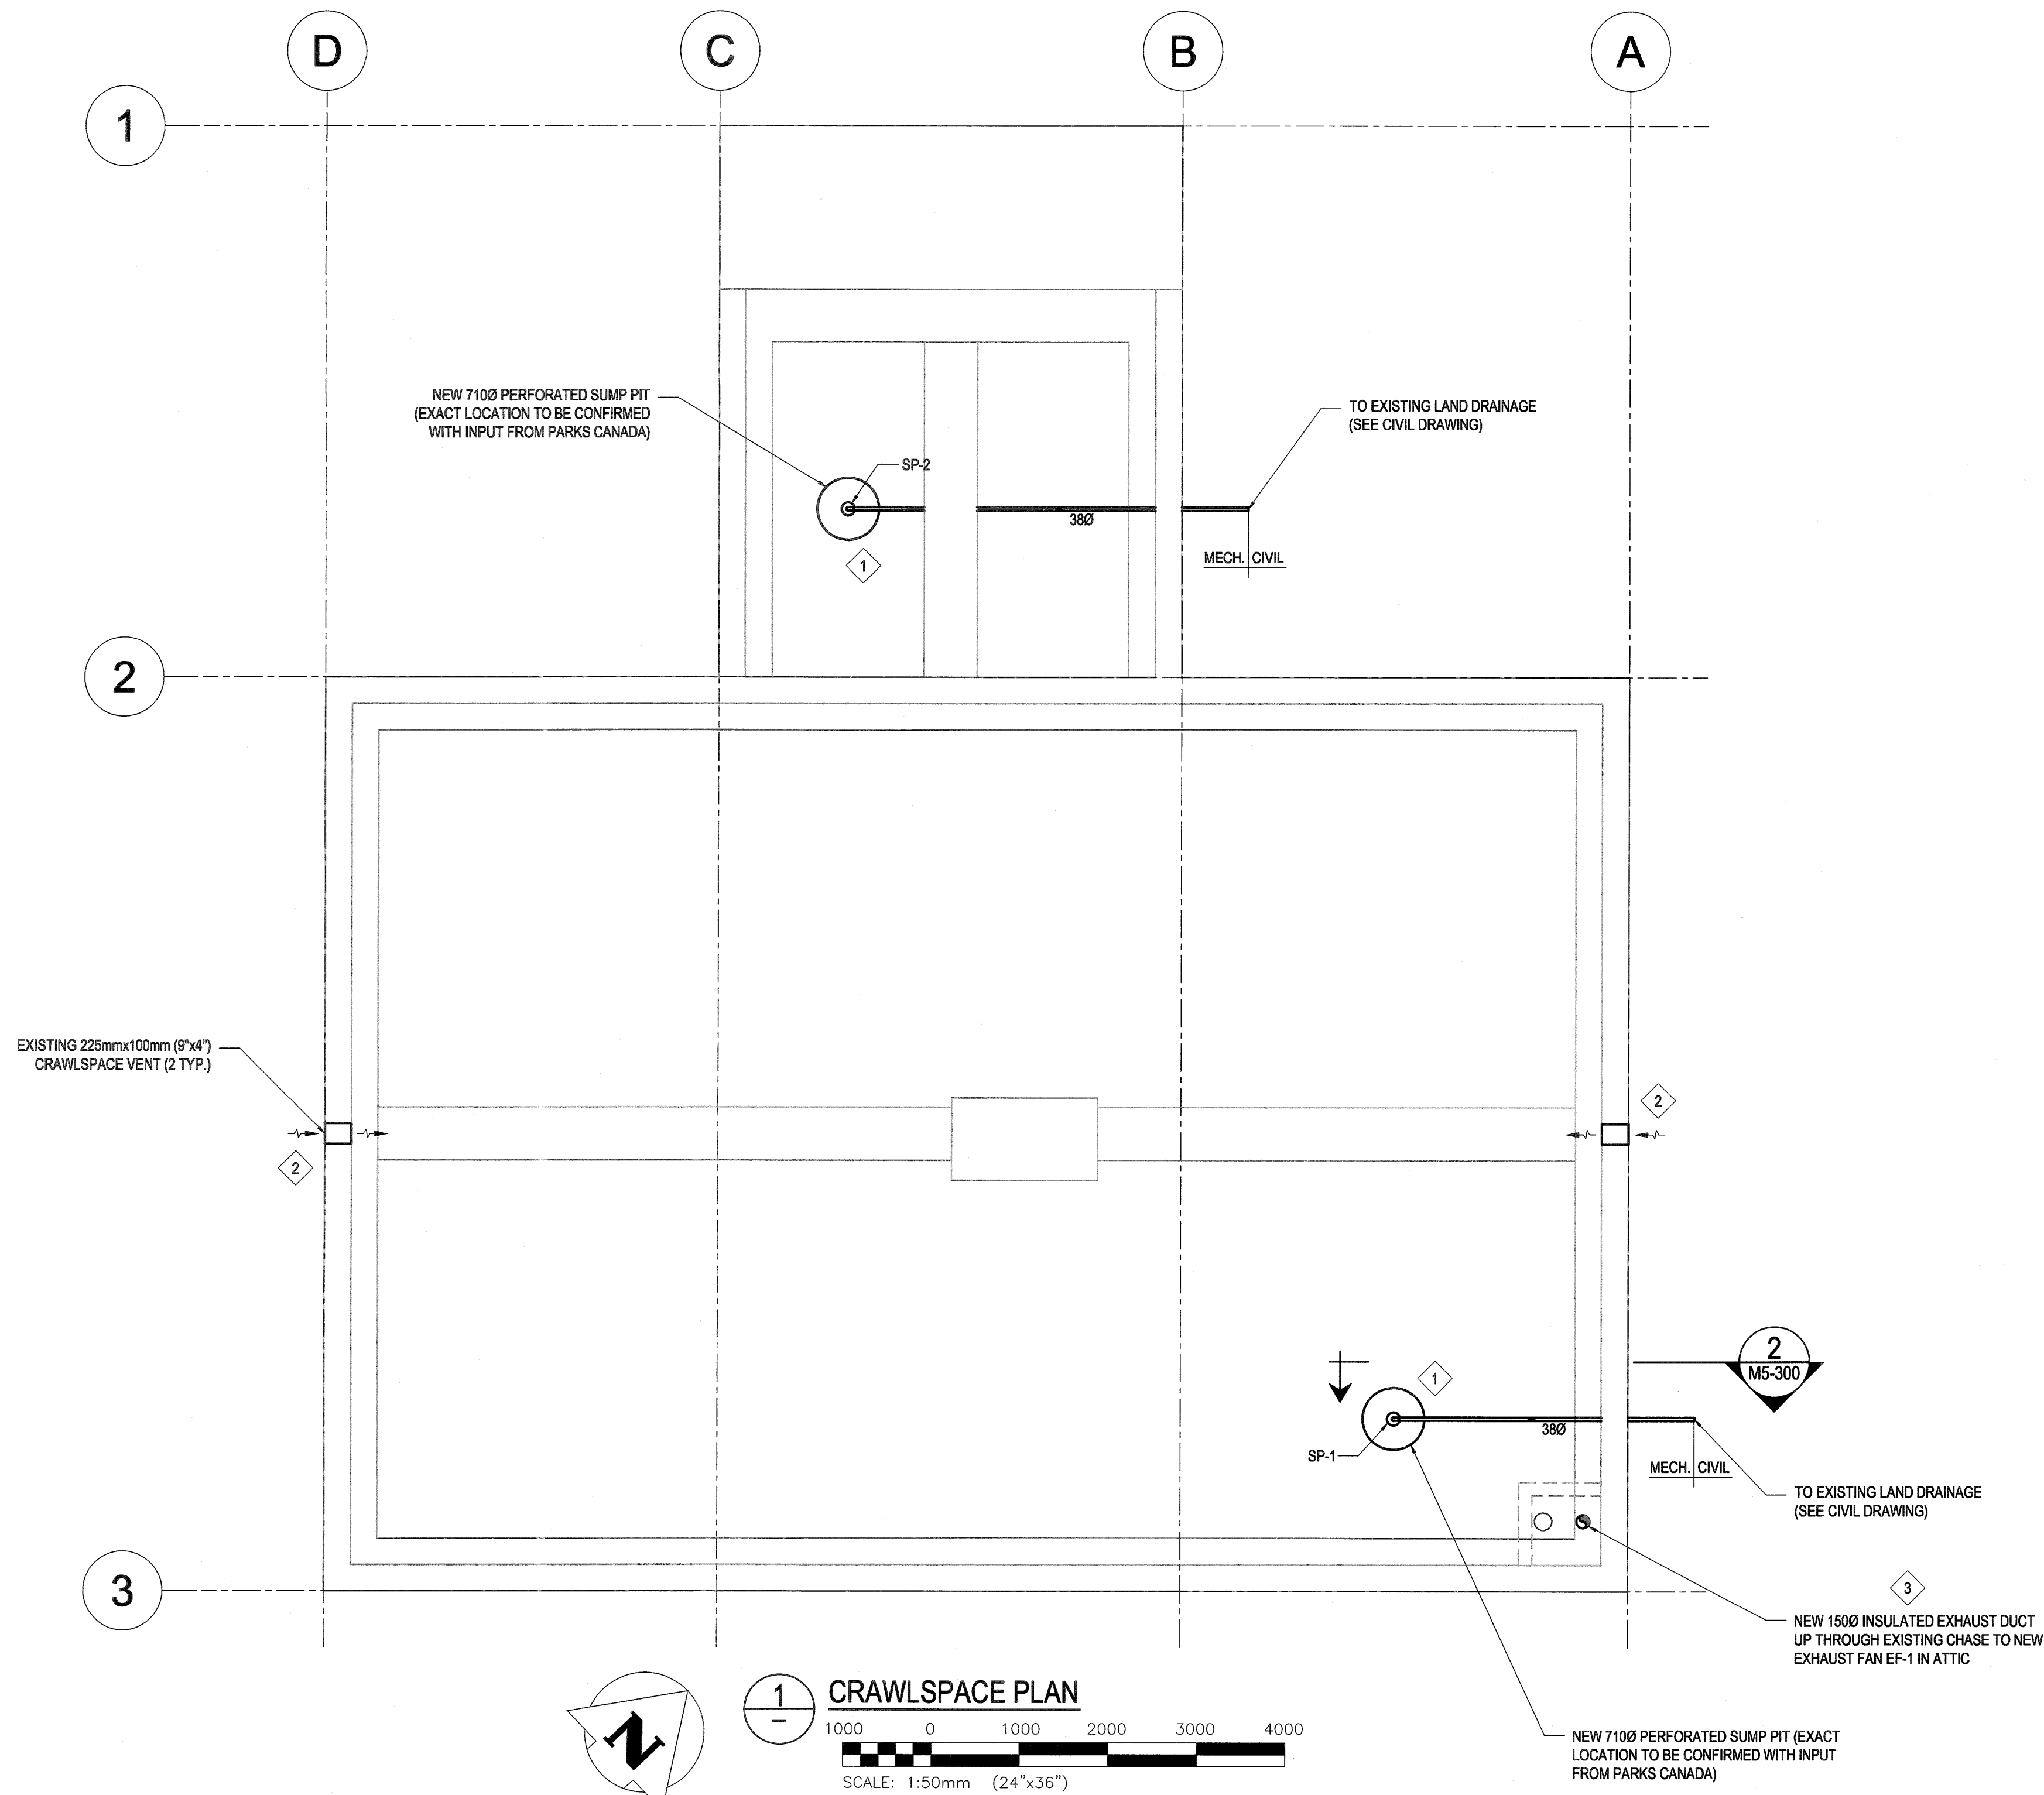 D
C
B
A
1
2
3
NEW 710Ø PERFORATED SUMP PIT
(EXACT LOCATION TO BE CONFIRMED
WITH INPUT FROM PARKS CANADA)
SP-2
38Ø
1
TO EXISTING LAND DRAINAGE
(SEE CIVIL DRAWING)
MECH. CIVIL
EXISTING 225mmx100mm (9"x4")
CRAWLSPACE VENT (2 TYP.)
2
2
2
M5-300
1
38Ø
SP-1
MECH. CIVIL
TO EXISTING LAND DRAINAGE
(SEE CIVIL DRAWING)
3
NEW 150Ø INSULATED EXHAUST DUCT
UP THROUGH EXISTING CHASE TO NEW
EXHAUST FAN EF-1 IN ATTIC
NEW 710Ø PERFORATED SUMP PIT (EXACT
LOCATION TO BE CONFIRMED WITH INPUT
FROM PARKS CANADA)
N
1
–
CRAWLSPACE PLAN
1000 0 1000 2000 3000 4000
SCALE: 1:50mm (24"x36")